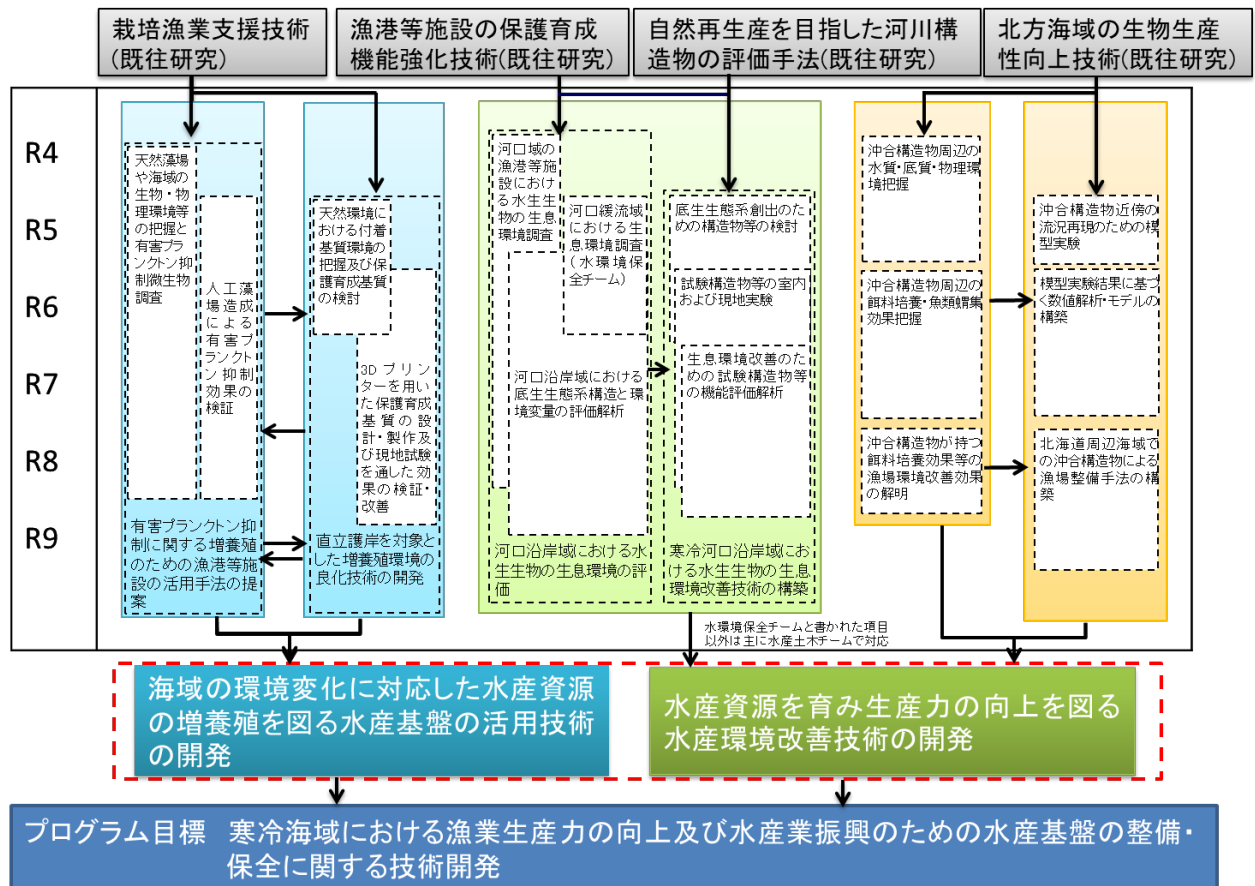 栽培漁業支援技術
(既往研究)
漁港等施設の保護育成
機能強化技術(既往研究)
自然再生産を目指した河川構
造物の評価手法(既往研究)
北方海域の生物生産
性向上技術(既往研究)
R4
R5
R6
R7
R8
R9
天然藻場
や海域の
生物・物
理環境等
の把握と
有害プラ
ンクトン抑
制微生物
調査
人工藻
場造成
による
有害プ
ランクト
ン抑制
効果の
検証
有害プランクトン抑
制に関する増養殖
のための漁港等施
設の活用手法の提
案
天然環境に
おける付着
基質環境の
把握及び保
護育成基質
の検討
3Dプリン
ターを用い
た保護育成
基質の設
計・製作及
び現地試験
を通した効
果の検証・
改善
直立護岸を対象と
した増養殖環境の
良化技術の開発
河口域の
漁港等施
設におけ
る水生生
物の生息
環境調査
河口緩流域
における生
息環境調査
(水環境保
全チーム)
河口沿岸域における
底生生態系構造と環
境変量の評価解析
河口沿岸域における水
生生物の生息環境の評
価
底生生態系創出のた
めの構造物等の検討
試験構造物等の室内
および現地実験
生息環境改善のため
の試験構造物等
の機能評価解析
寒冷河口沿岸域にお
ける水生生物の生息
環境改善技術の構築
沖合構造物周辺の
水質・底質・物理環
境把握
沖合構造物周辺の
餌料培養・魚類蝟集
効果把握
沖合構造物が持つ
餌料培養効果等の
漁場環境改善効果
の解明
沖合構造物近傍の
流況再現のための模
型実験
模型実験結果に基づ
く数値解析・モデルの
構築
北海道周辺海域で
の沖合構造物による
漁場整備手法の構
築
水環境保全チームと書かれた項目
以外は主に水産土木チームで対応
海域の環境変化に対応した水産資源
の増養殖を図る水産基盤の活用技術
の開発
水産資源を育み生産力の向上を図る
水産環境改善技術の開発
プログラム目標 寒冷海域における漁業生産力の向上及び水産業振興のための水産基盤の整備・
保全に関する技術開発